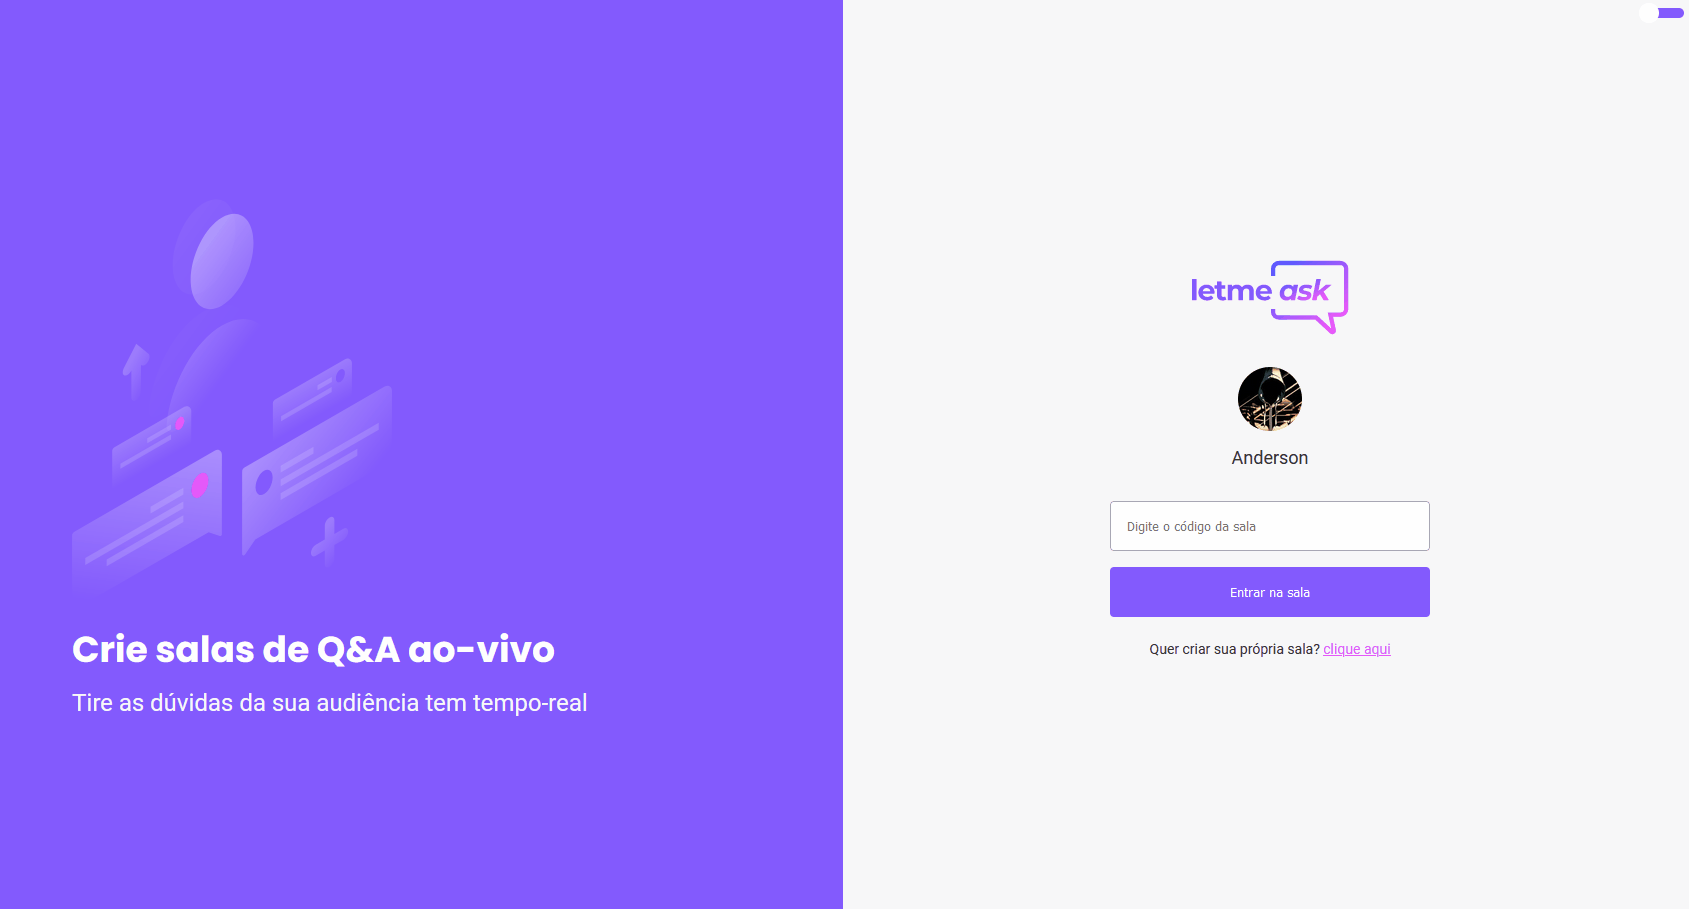 Crie salas de Q&A ao-vivo
Tire as dúvidas da sua audiência tem tempo-real
letme ask
Anderson
Digite o código da sala
Entrar na sala
Quer criar sua própria sala? clique aqui